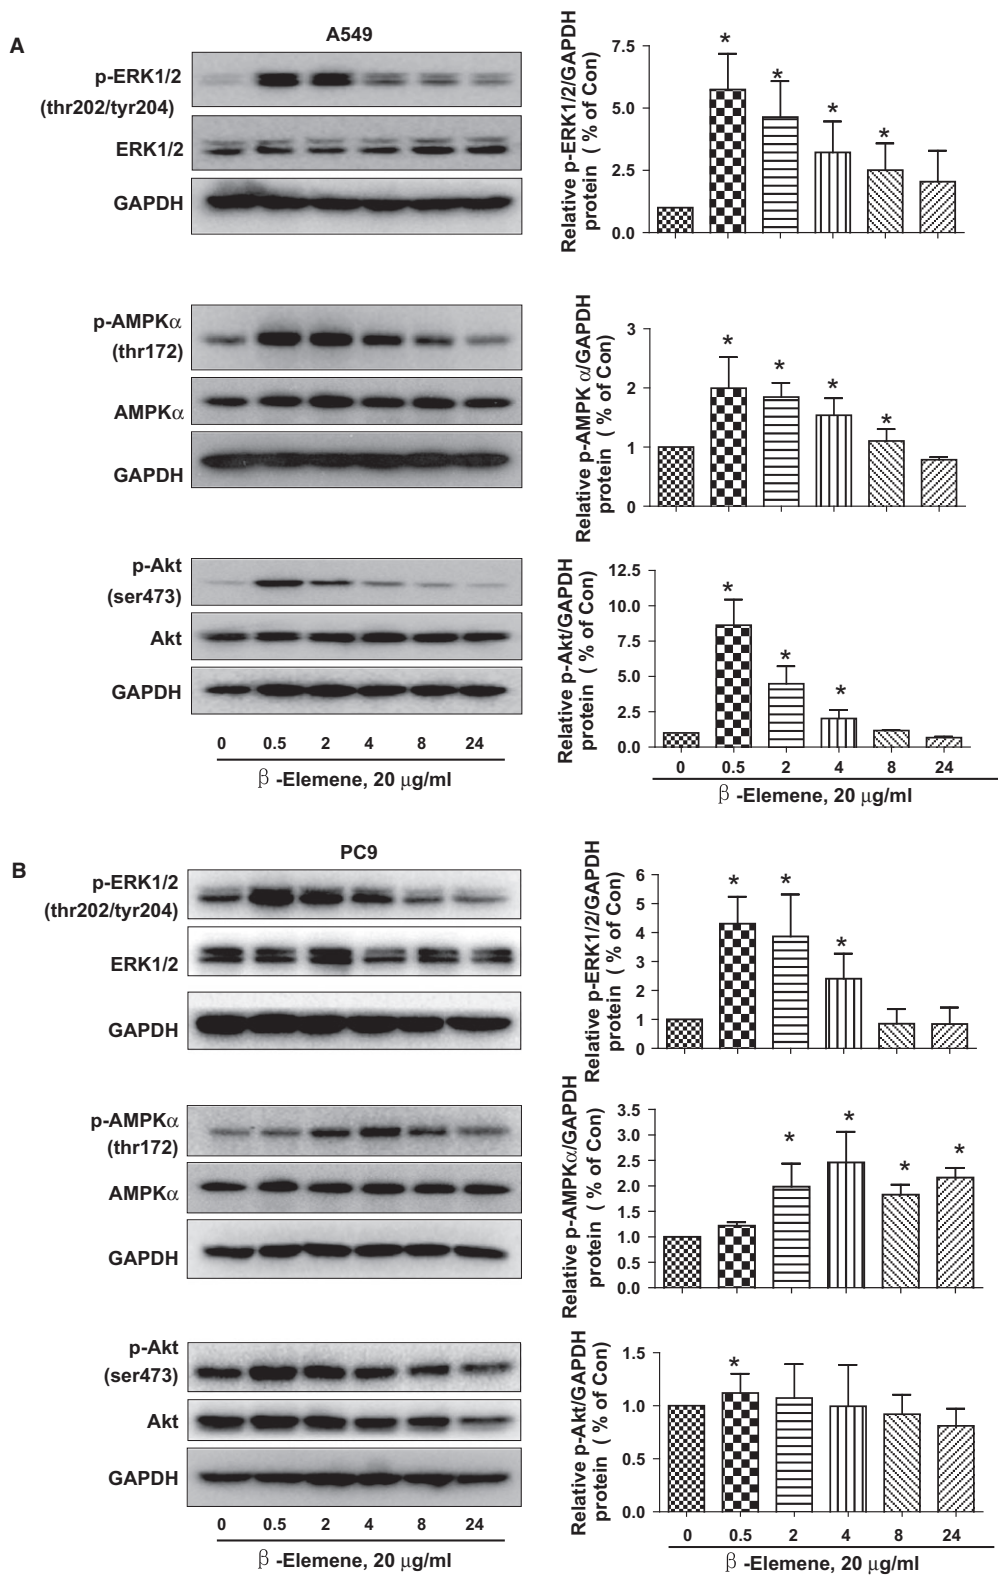 A
A549
p-ERK1/2
(thr202/tyr204)
ERK1/2
GAPDH
Relative p-ERK1/2/GAPDH
protein ( % of Con)
7.5
5.0
2.5
0.0
*
*
*
*
p-AMPKα
(thr172)
AMPKα
GAPDH
Relative p-AMPK α/GAPDH
protein ( % of Con)
3
2
1
0
*
*
*
*
p-Akt
(ser473)
Akt
GAPDH
0 0.5 2 4 8 24
β -Elemene, 20 μg/ml
Relative p-Akt/GAPDH
protein ( % of Con)
12.5
10.0
7.5
5.0
2.5
0.0
*
*
*
0 0.5 2 4 8 24
β -Elemene, 20 μg/ml
B
PC9
p-ERK1/2
(thr202/tyr204)
ERK1/2
GAPDH
Relative p-ERK1/2/GAPDH
protein ( % of Con)
6
5
4
3
2
1
0
*
*
*
p-AMPKα
(thr172)
AMPKα
GAPDH
Relative p-AMPKα/GAPDH
protein ( % of Con)
3.5
3.0
2.5
2.0
1.5
1.0
0.5
0.0
*
*
*
*
p-Akt
(ser473)
Akt
GAPDH
0 0.5 2 4 8 24
β -Elemene, 20 μg/ml
Relative p-Akt/GAPDH
protein ( % of Con)
1.5
1.0
0.5
0.0
*
0 0.5 2 4 8 24
β -Elemene, 20 μg/ml